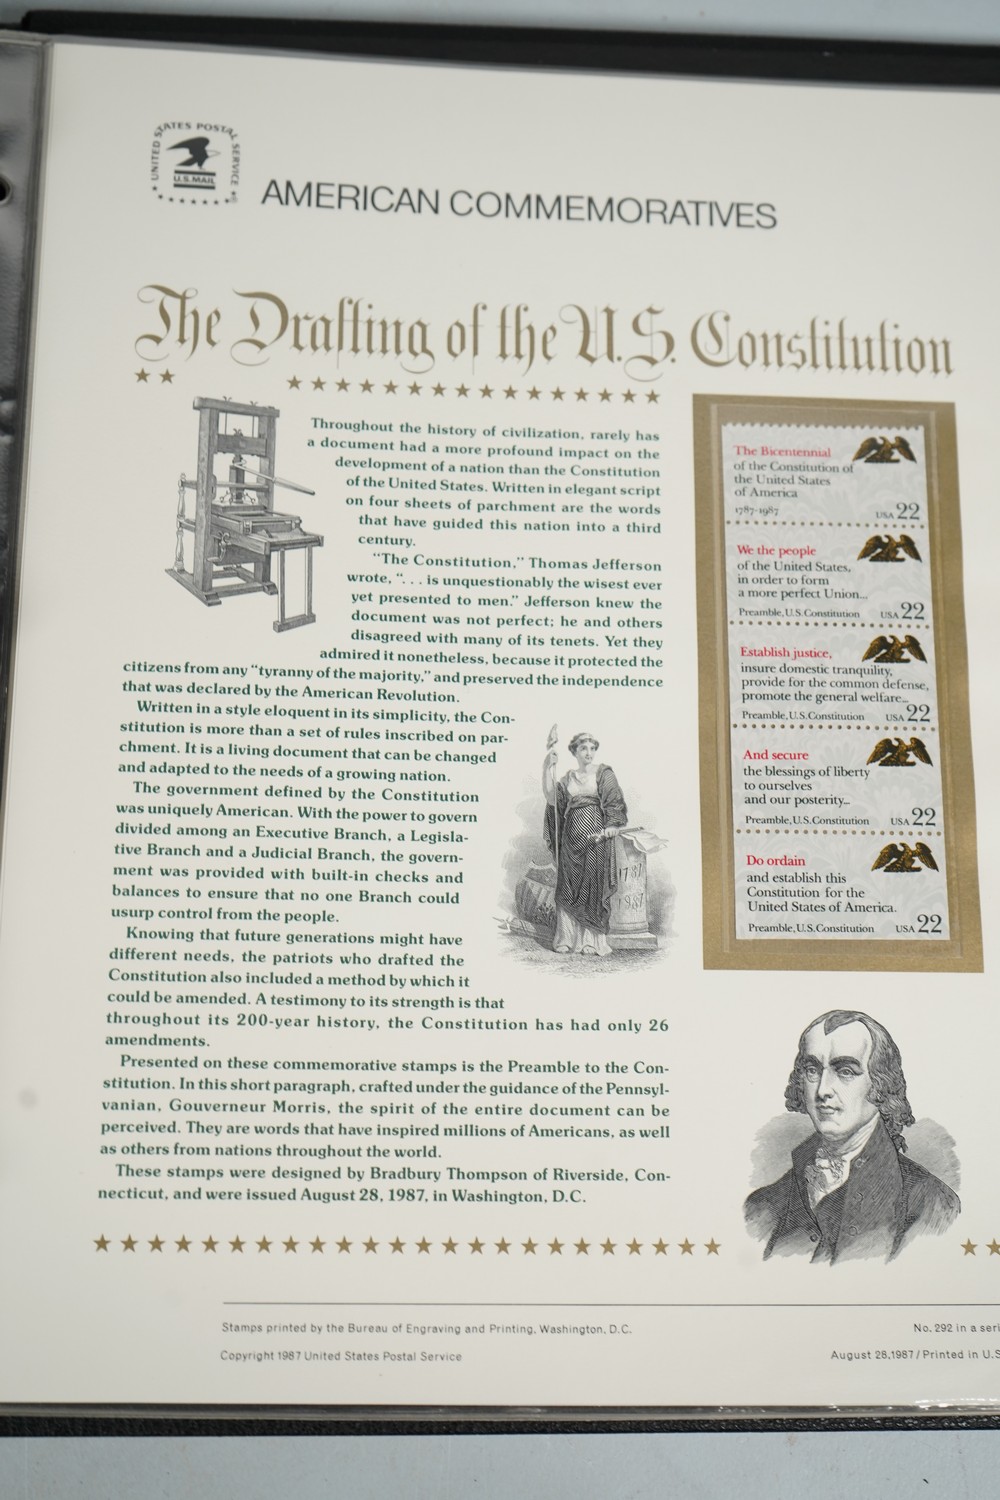 UNITED STATES POSTAL SERVICE
U.S.MAIL
AMERICAN COMMEMORATIVES
The Drafting of the U.S. Constitution
Throughout the history of civilization, rarely has
a document had a more profound impact on the
development of a nation than the Constitution
of the United States. Written in elegant script
on four sheets of parchment are the words
that have guided this nation into a third
century.
“The Constitution,” Thomas Jefferson
wrote, “. . . is unquestionably the wisest ever
yet presented to men.” Jefferson knew the
document was not perfect; he and others
disagreed with many of its tenets. Yet they
admired it nonetheless, because it protected the
citizens from any “tyranny of the majority,” and preserved the independence
that was declared by the American Revolution.
Written in a style eloquent in its simplicity, the Con-
stitution is more than a set of rules inscribed on par-
chment. It is a living document that can be changed
and adapted to the needs of a growing nation.
The government defined by the Constitution
was uniquely American. With the power to govern
divided among an Executive Branch, a Legisla-
tive Branch and a Judicial Branch, the govern-
ment was provided with built-in checks and
balances to ensure that no one Branch could
usurp control from the people.
Knowing that future generations might have
different needs, the patriots who drafted the
Constitution also included a method by which it
could be amended. A testimony to its strength is that
throughout its 200-year history, the Constitution has had only 26
amendments.
Presented on these commemorative stamps is the Preamble to the Con-
stitution. In this short paragraph, crafted under the guidance of the Pennsyl-
vanian, Gouverneur Morris, the spirit of the entire document can be
perceived. They are words that have inspired millions of Americans, as well
as others from nations throughout the world.
These stamps were designed by Bradbury Thompson of Riverside, Con-
necticut, and were issued August 28, 1987, in Washington, D.C.
1787
1987
The Bicentennial
of the Constitution of
the United States
of America
1787-1987 USA 22
We the people
of the United States,
in order to form
a more perfect Union...
Preamble, U.S. Constitution USA 22
Establish justice,
insure domestic tranquility,
provide for the common defense,
promote the general welfare...
Preamble, U.S. Constitution USA 22
And secure
the blessings of liberty
to ourselves
and our posterity...
Preamble, U.S. Constitution USA 22
Do ordain
and establish this
Constitution for the
United States of America.
Preamble, U.S. Constitution USA 22
Stamps printed by the Bureau of Engraving and Printing, Washington, D.C.
No. 292 in a seri
Copyright 1987 United States Postal Service
August 28, 1987 / Printed in U.S